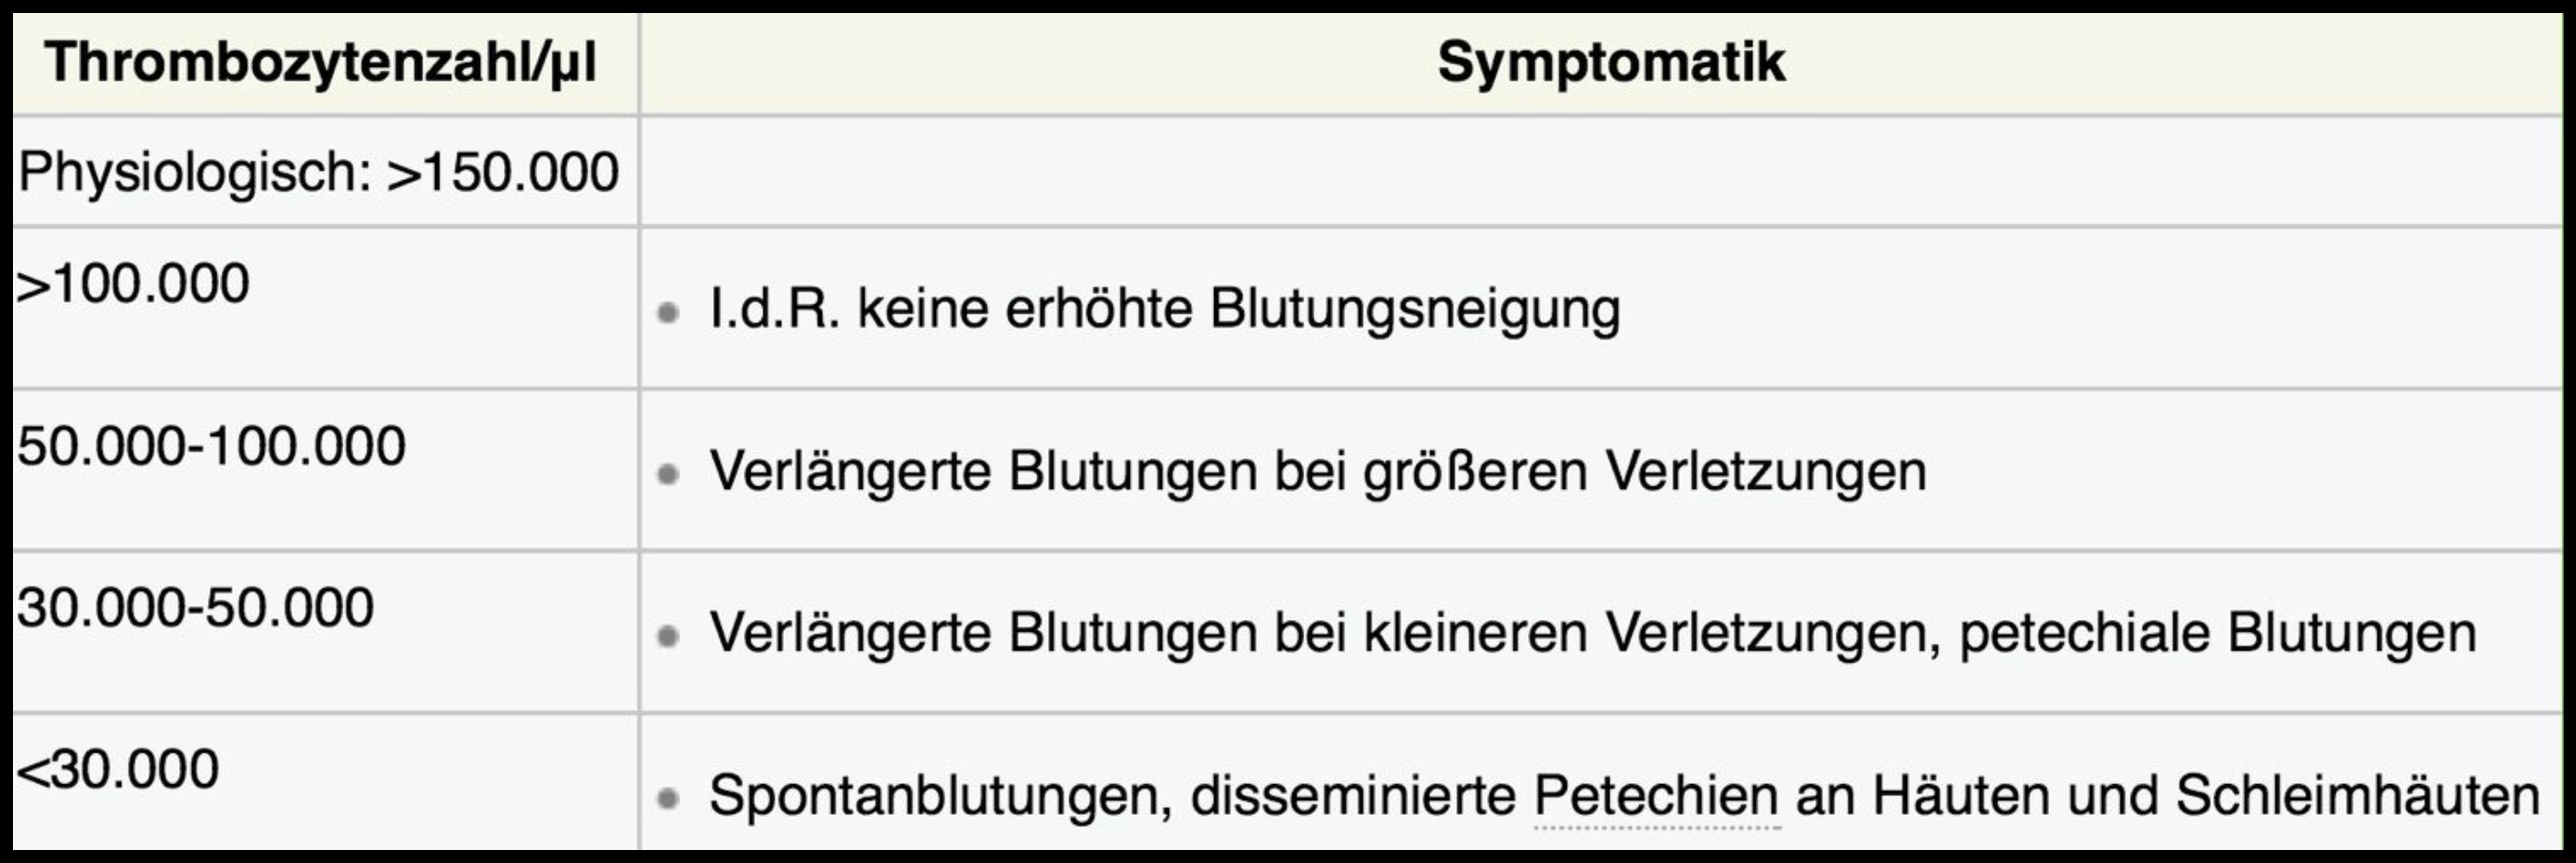 Thrombozytenzahl/µl Symptomatik
Physiologisch: >150.000
>100.000
I.d.R. keine erhöhte Blutungsneigung
50.000-100.000
Verlängerte Blutungen bei größeren Verletzungen
30.000-50.000
Verlängerte Blutungen bei kleineren Verletzungen, petechiale Blutungen
<30.000
Spontanblutungen, disseminierte Petechien an Häuten und Schleimhäuten